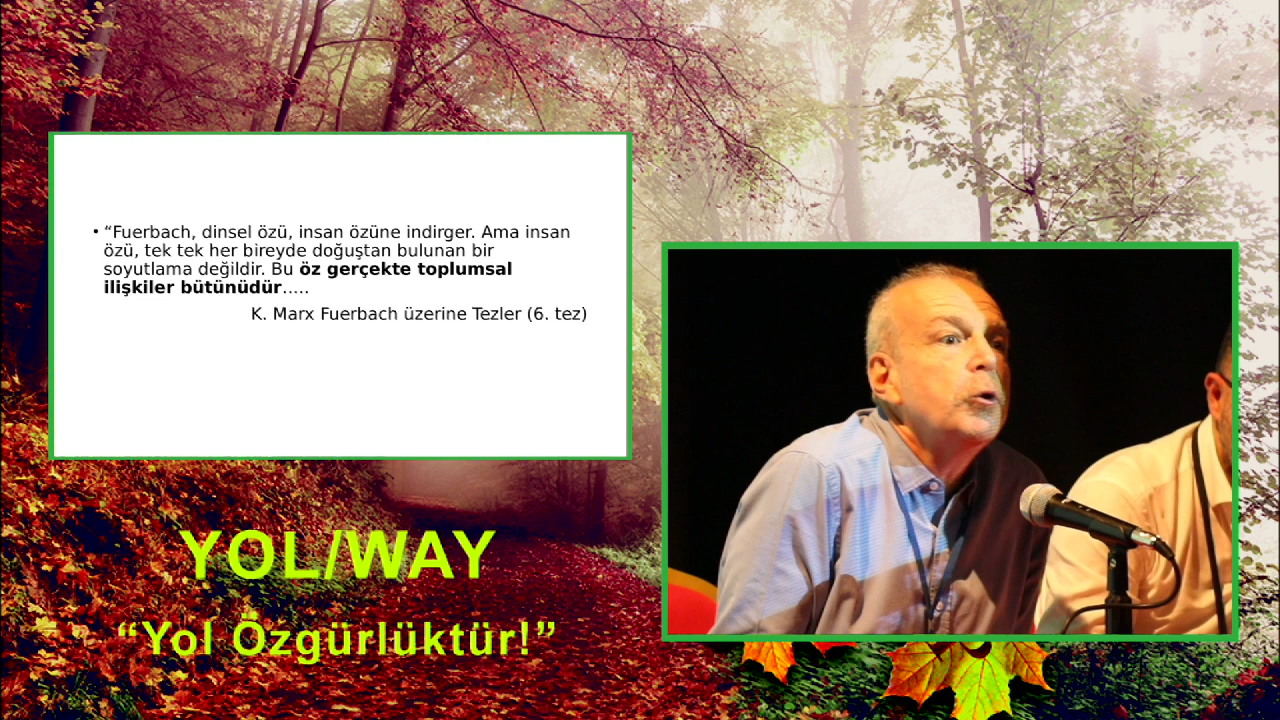 • “Fuerbach, dinsel özü, insan özüne indirger. Ama insan
özü, tek tek her bireyde doğuştan bulunan bir
soyutlama değildir. Bu öz gerçekte toplumsal
ilişkiler bütünüdür…..
K. Marx Fuerbach üzerine Tezler (6. tez)
YOL/WAY
“Yol Özgürlüktür!”